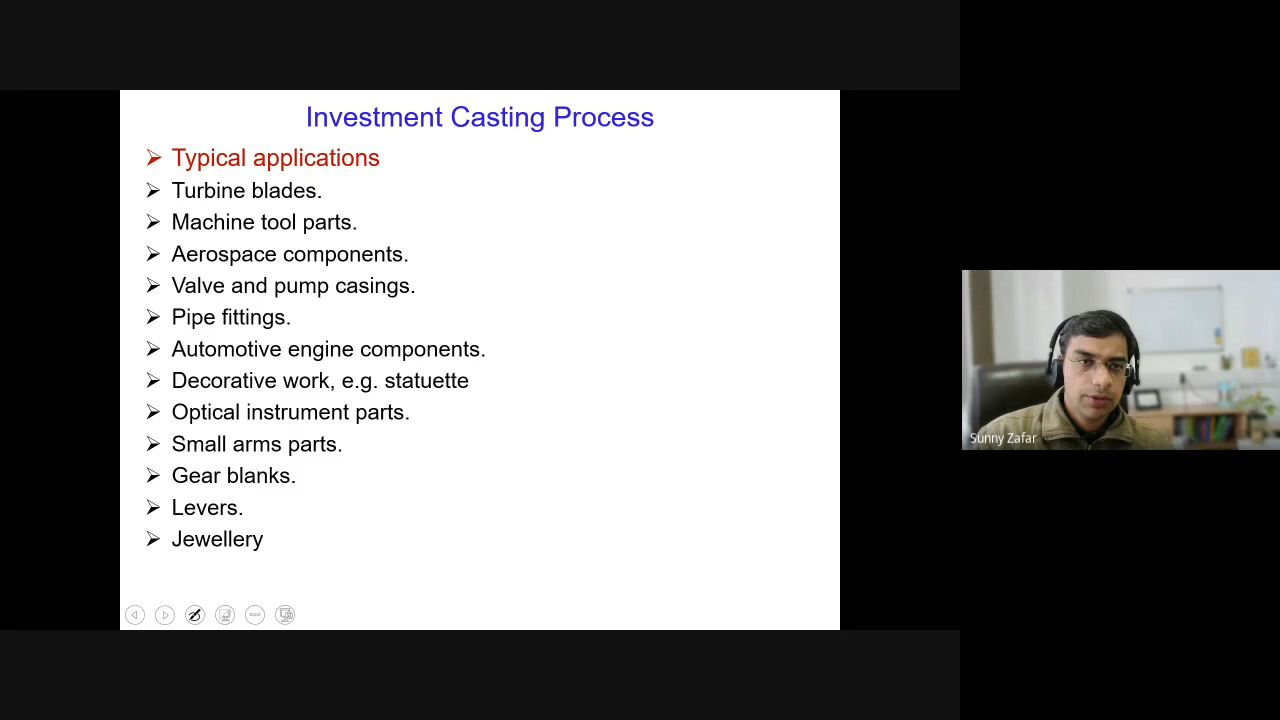 Investment Casting Process
Typical applications
Turbine blades.
Machine tool parts.
Aerospace components.
Valve and pump casings.
Pipe fittings.
Automotive engine components.
Decorative work, e.g. statuette
Optical instrument parts.
Small arms parts.
Gear blanks.
Levers.
Jewellery
Sunny Zafar